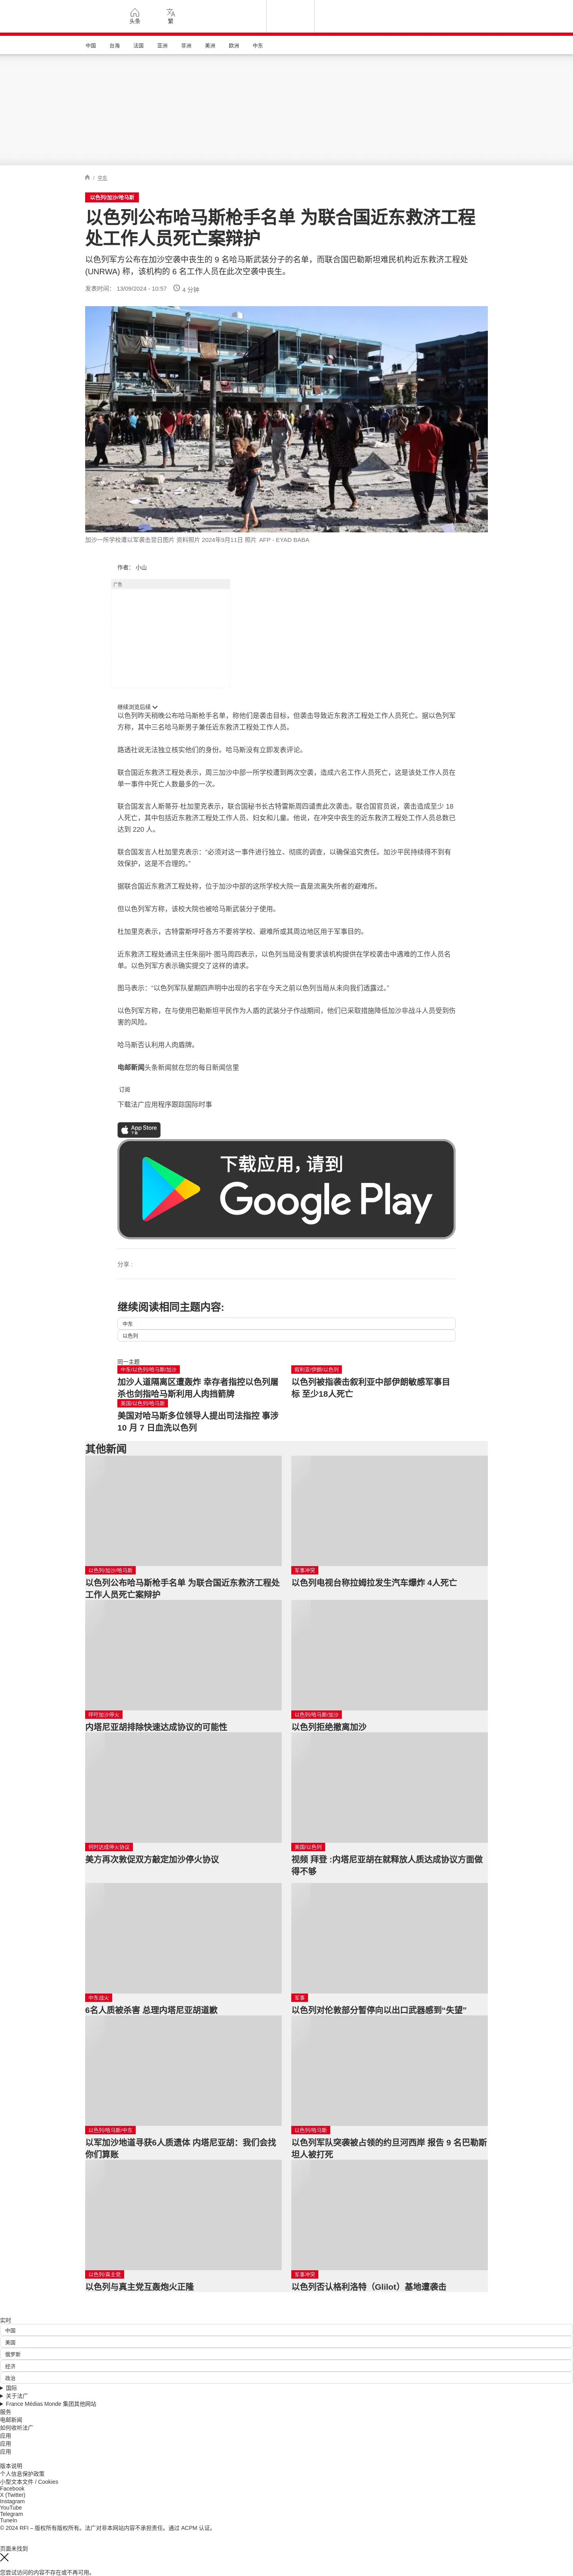 头条
繁
中国
台海
法国
亚洲
非洲
美洲
欧洲
中东
/ 中东
以色列/加沙/哈马斯
以色列公布哈马斯枪手名单 为联合国近东救济工程
处工作人员死亡案辩护
以色列军方公布在加沙空袭中丧生的 9 名哈马斯武装分子的名单，而联合国巴勒斯坦难民机构近东救济工程处
(UNRWA) 称，该机构的 6 名工作人员在此次空袭中丧生。
发表时间： 13/09/2024 - 10:57
4 分钟
加沙一所学校遭以军袭击翌日图片 资料照片 2024年9月11日 照片 AFP - EYAD BABA
作者： 小山
广告
继续浏览后续
以色列昨天稍晚公布哈马斯枪手名单，称他们是袭击目标，但袭击导致近东救济工程处工作人员死亡。据以色列军
方称，其中三名哈马斯男子兼任近东救济工程处工作人员。
路透社说无法独立核实他们的身份。哈马斯没有立即发表评论。
联合国近东救济工程处表示，周三加沙中部一所学校遭到两次空袭，造成六名工作人员死亡，这是该处工作人员在
单一事件中死亡人数最多的一次。
联合国发言人斯蒂芬·杜加里克表示，联合国秘书长古特雷斯周四谴责此次袭击。联合国官员说，袭击造成至少 18
人死亡，其中包括近东救济工程处工作人员、妇女和儿童。他说，在冲突中丧生的近东救济工程处工作人员总数已
达到 220 人。
联合国发言人杜加里克表示：“必须对这一事件进行独立、彻底的调查，以确保追究责任。加沙平民持续得不到有
效保护，这是不合理的。”
据联合国近东救济工程处称，位于加沙中部的这所学校大院一直是流离失所者的避难所。
但以色列军方称，该校大院也被哈马斯武装分子使用。
杜加里克表示，古特雷斯呼吁各方不要将学校、避难所或其周边地区用于军事目的。
近东救济工程处通讯主任朱丽叶·图马周四表示，以色列当局没有要求该机构提供在学校袭击中遇难的工作人员名
单。以色列军方表示确实提交了这样的请求。
图马表示：“以色列军队星期四声明中出现的名字在今天之前以色列当局从未向我们透露过。”
以色列军方称，在与使用巴勒斯坦平民作为人盾的武装分子作战期间，他们已采取措施降低加沙非战斗人员受到伤
害的风险。
哈马斯否认利用人肉盾牌。
电邮新闻头条新闻就在您的每日新闻信里
订阅
下载法广应用程序跟踪国际时事
App Store
下载
下载应用，请到
Google Play
分享 :
继续阅读相同主题内容:
中东
以色列
同一主题
中东/以色列/哈马斯/加沙
加沙人道隔离区遭轰炸 幸存者指控以色列屠
杀也剑指哈马斯利用人肉挡箭牌
叙利亚/伊朗/以色列
以色列被指袭击叙利亚中部伊朗敏感军事目
标 至少18人死亡
美国/以色列/哈马斯
美国对哈马斯多位领导人提出司法指控 事涉
10 月 7 日血洗以色列
其他新闻
以色列/加沙/哈马斯
以色列公布哈马斯枪手名单 为联合国近东救济工程处
工作人员死亡案辩护
军事冲突
以色列电视台称拉姆拉发生汽车爆炸 4人死亡
呼吁加沙停火
内塔尼亚胡排除快速达成协议的可能性
以色列/哈马斯/加沙
以色列拒绝撤离加沙
何时达成停火协议
美方再次敦促双方敲定加沙停火协议
美国/以色列
视频 拜登 :内塔尼亚胡在就释放人质达成协议方面做
得不够
中东战火
6名人质被杀害 总理内塔尼亚胡道歉
军事
以色列对伦敦部分暂停向以出口武器感到“失望”
以色列/哈马斯/中东
以军加沙地道寻获6人质遗体 内塔尼亚胡：我们会找
你们算账
以色列/哈马斯
以色列军队突袭被占领的约旦河西岸 报告 9 名巴勒斯
坦人被打死
以色列/真主党
以色列与真主党互轰炮火正隆
军事冲突
以色列否认格利洛特（Glilot）基地遭袭击
实时
中国
美国
俄罗斯
经济
政治
国际
关于法广
France Médias Monde 集团其他网站
服务
电邮新闻
如何收听法广
应用
应用
应用
版本说明
个人信息保护政策
小型文本文件 / Cookies
Facebook
X (Twitter)
Instagram
YouTube
Telegram
TuneIn
© 2024 RFI – 版权所有版权所有。法广对非本网站内容不承担责任。通过 ACPM 认证。
页面未找到
您尝试访问的内容不存在或不再可用。